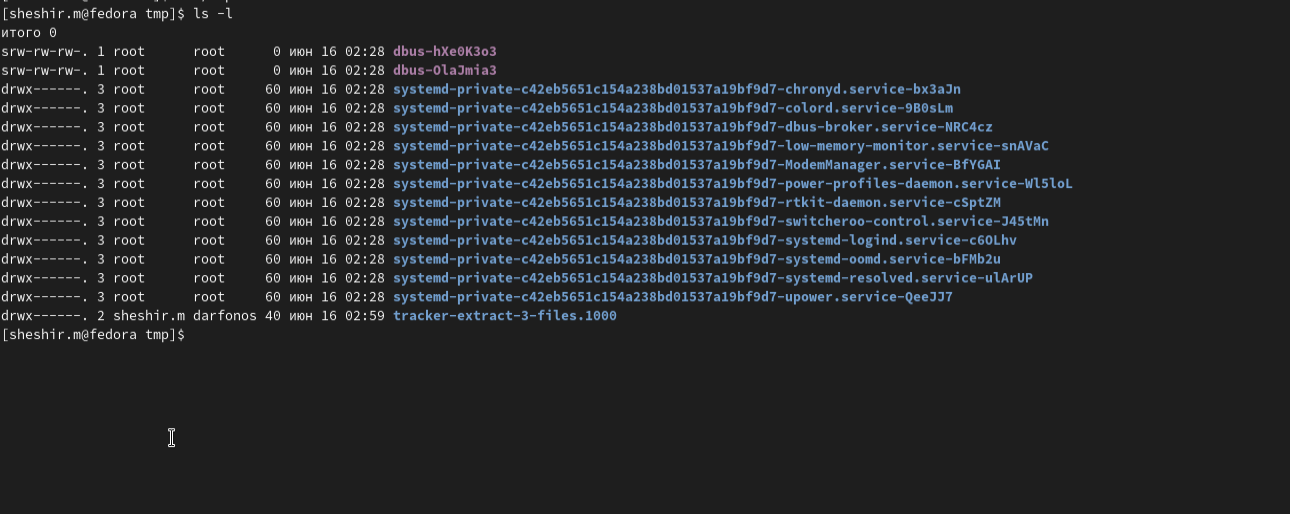 [sheshir.m@fedora tmp]$ ls -l
итого 0
srw-rw-rw-. 1 root      root      0 июн 16 02:28 dbus-hXe0K3o3
srw-rw-rw-. 1 root      root      0 июн 16 02:28 dbus-OlaJmia3
drwx------. 3 root      root     60 июн 16 02:28 systemd-private-c42eb5651c154a238bd01537a19bf9d7-chronyd.service-bx3aJn
drwx------. 3 root      root     60 июн 16 02:28 systemd-private-c42eb5651c154a238bd01537a19bf9d7-colord.service-9B0sLm
drwx------. 3 root      root     60 июн 16 02:28 systemd-private-c42eb5651c154a238bd01537a19bf9d7-dbus-broker.service-NRC4cz
drwx------. 3 root      root     60 июн 16 02:28 systemd-private-c42eb5651c154a238bd01537a19bf9d7-low-memory-monitor.service-snAVaC
drwx------. 3 root      root     60 июн 16 02:28 systemd-private-c42eb5651c154a238bd01537a19bf9d7-ModemManager.service-BfYGAI
drwx------. 3 root      root     60 июн 16 02:28 systemd-private-c42eb5651c154a238bd01537a19bf9d7-power-profiles-daemon.service-Wl5loL
drwx------. 3 root      root     60 июн 16 02:28 systemd-private-c42eb5651c154a238bd01537a19bf9d7-rtkit-daemon.service-cSptZM
drwx------. 3 root      root     60 июн 16 02:28 systemd-private-c42eb5651c154a238bd01537a19bf9d7-switcheroo-control.service-J45tMn
drwx------. 3 root      root     60 июн 16 02:28 systemd-private-c42eb5651c154a238bd01537a19bf9d7-systemd-logind.service-c6OLhv
drwx------. 3 root      root     60 июн 16 02:28 systemd-private-c42eb5651c154a238bd01537a19bf9d7-systemd-oomd.service-bFMb2u
drwx------. 3 root      root     60 июн 16 02:28 systemd-private-c42eb5651c154a238bd01537a19bf9d7-systemd-resolved.service-ulArUP
drwx------. 3 root      root     60 июн 16 02:28 systemd-private-c42eb5651c154a238bd01537a19bf9d7-upower.service-QeeJJ7
drwx------. 2 sheshir.m darfonos 40 июн 16 02:59 tracker-extract-3-files.1000
[sheshir.m@fedora tmp]$